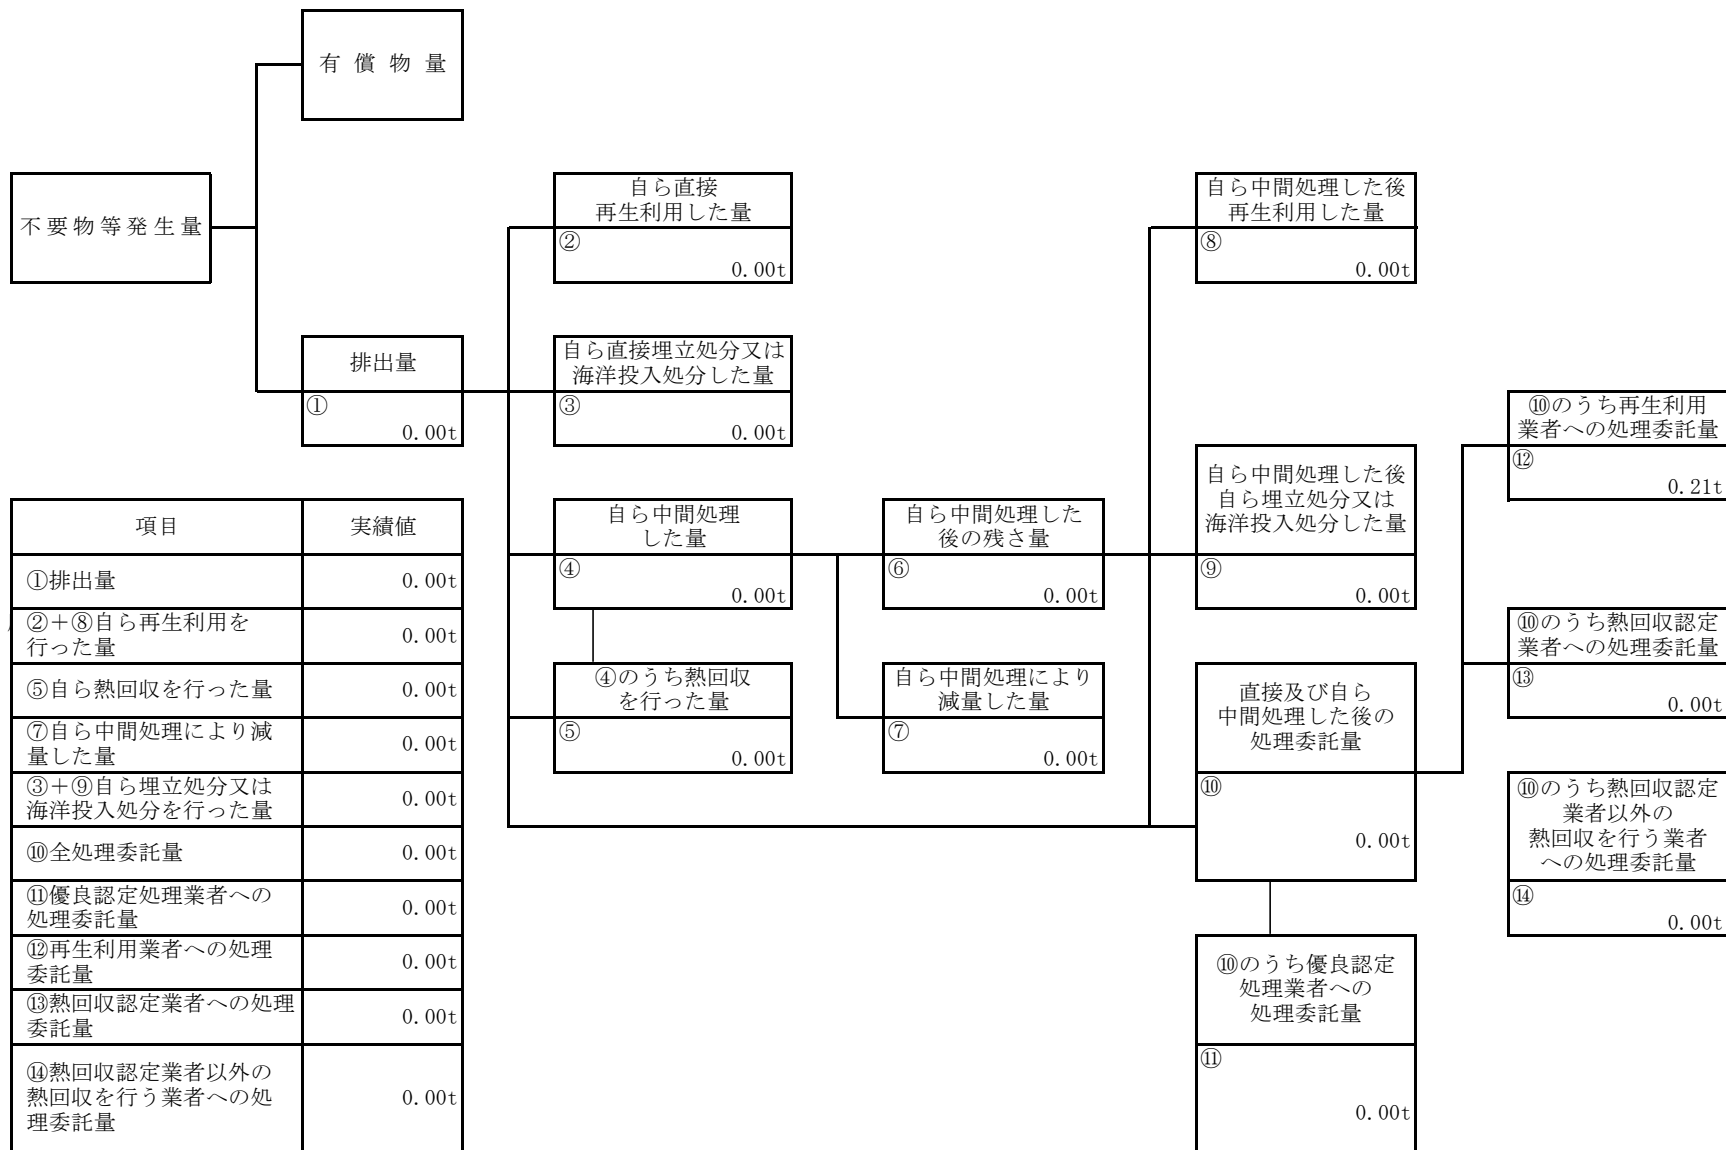 有償物量
不要物等発生量
自ら直接
再生利用した量
②
0.00t
自ら中間処理した後
再生利用した量
⑧
0.00t
排出量
①
0.00t
自ら直接埋立処分又は
海洋投入処分した量
③
0.00t
⑩のうち再生利用
業者への処理委託量
⑫
0.21t
自ら中間処理
した量
④
0.00t
自ら中間処理した
後の残さ量
⑥
0.00t
自ら中間処理した後
自ら埋立処分又は
海洋投入処分した量
⑨
0.00t
⑩のうち熱回収認定
業者への処理委託量
⑬
0.00t
④のうち熱回収
を行った量
⑤
0.00t
自ら中間処理により
減量した量
⑦
0.00t
直接及び自ら
中間処理した後の
処理委託量
⑩
0.00t
⑩のうち熱回収認定
業者以外の
熱回収を行う業者
への処理委託量
⑭
0.00t
⑩のうち優良認定
処理業者への
処理委託量
⑪
0.00t
項目 実績値
①排出量 0.00t
②＋⑧自ら再生利用を
行った量 0.00t
⑤自ら熱回収を行った量 0.00t
⑦自ら中間処理により減
量した量 0.00t
③＋⑨自ら埋立処分又は
海洋投入処分を行った量 0.00t
⑩全処理委託量 0.00t
⑪優良認定処理業者への
処理委託量 0.00t
⑫再生利用業者への処理
委託量 0.00t
⑬熱回収認定業者への処理
委託量 0.00t
⑭熱回収認定業者以外の
熱回収を行う業者への処
理委託量 0.00t